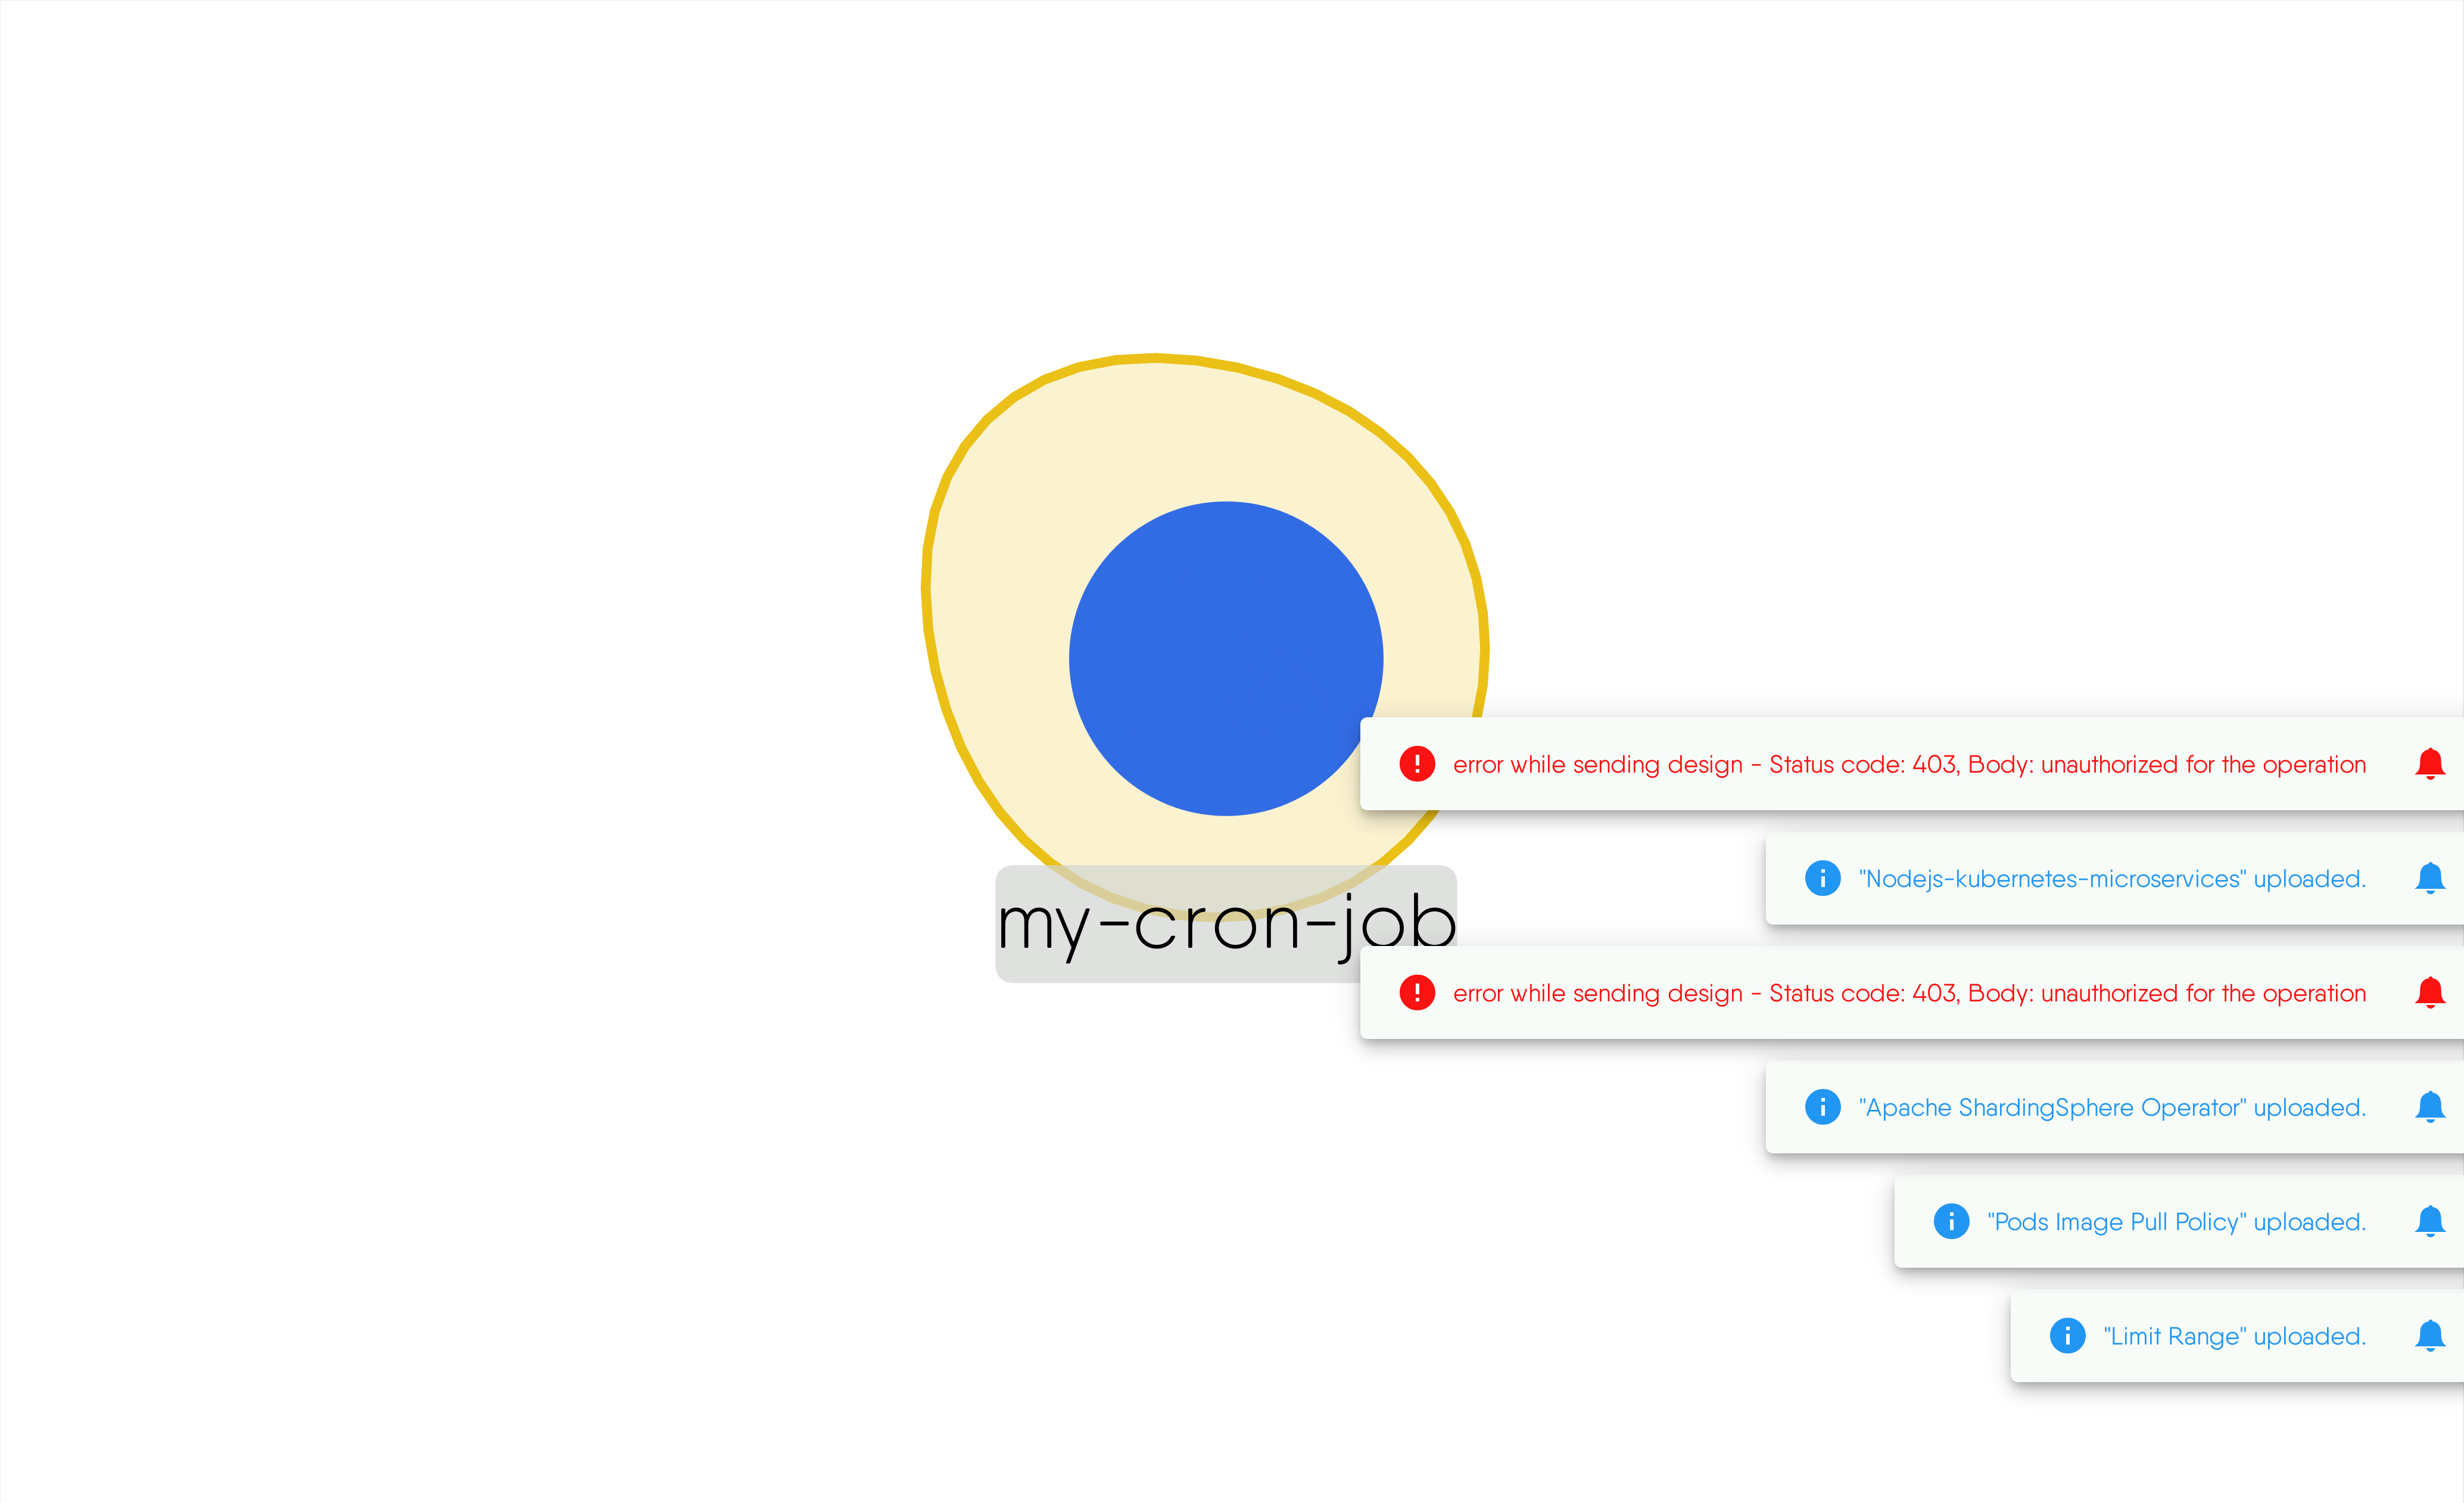 error while sending design - Status code: 403, Body: unauthorized for the operation
"Nodejs-kubernetes-microservices" uploaded.
my-cron-job
error while sending design - Status code: 403, Body: unauthorized for the operation
"Apache ShardingSphere Operator" uploaded.
"Pods Image Pull Policy" uploaded.
"Limit Range" uploaded.